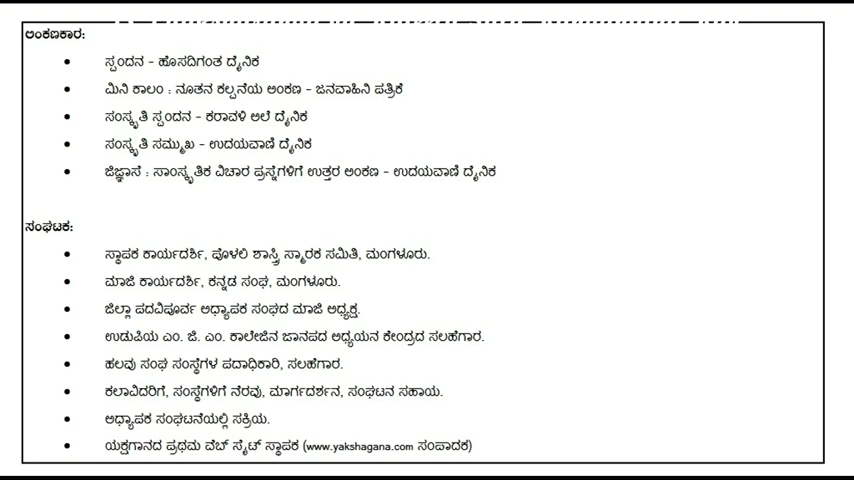 ಅಂಕಣಕಾರ:
• ಸ್ಪಂದನ – ಹೊಸದಿಗಂತ ದೈನಿಕ
• ಮಿನಿ ಕಾಲಂ : ನೂತನ ಕಲ್ಪನೆಯ ಅಂಕಣ – ಜನವಾಹಿನಿ ಪತ್ರಿಕೆ
• ಸಂಸ್ಕೃತಿ ಸ್ಪಂದನ – ಕರಾವಳಿ ಅಲೆ ದೈನಿಕ
• ಸಂಸ್ಕೃತಿ ಸಮ್ಮುಖ – ಉದಯವಾಣಿ ದೈನಿಕ
• ಜಿಜ್ಞಾಸೆ : ಸಾಂಸ್ಕೃತಿಕ ವಿಚಾರ ಪ್ರಸ್ನೆಗಳಿಗೆ ಉತ್ತರ ಅಂಕಣ – ಉದಯವಾಣಿ ದೈನಿಕ
ಸಂಘಟಕ:
• ಸ್ಥಾಪಕ ಕಾರ್ಯದರ್ಶಿ, ಪೊಳಲಿ ಶಾಸ್ತ್ರಿ ಸ್ಮಾರಕ ಸಮಿತಿ, ಮಂಗಳೂರು.
• ಮಾಜಿ ಕಾರ್ಯದರ್ಶಿ, ಕನ್ನಡ ಸಂಘ, ಮಂಗಳೂರು.
• ಜಿಲ್ಲಾ ಪದವಿಪೂರ್ವ ಅಧ್ಯಾಪಕ ಸಂಘದ ಮಾಜಿ ಅಧ್ಯಕ್ಷ.
• ಉಡುಪಿಯ ಎಂ. ಜಿ. ಎಂ. ಕಾಲೇಜಿನ ಜಾನಪದ ಅಧ್ಯಯನ ಕೇಂದ್ರದ ಸಲಹೆಗಾರ.
• ಹಲವು ಸಂಘ ಸಂಸ್ಥೆಗಳ ಪದಾಧಿಕಾರಿ, ಸಲಹೆಗಾರ.
• ಕಲಾವಿದರಿಗೆ, ಸಂಸ್ಥೆಗಳಿಗೆ ನೆರವು, ಮಾರ್ಗದರ್ಶನ, ಸಂಘಟನ ಸಹಾಯ.
• ಅಧ್ಯಾಪಕ ಸಂಘಟನೆಯಲ್ಲಿ ಸಕ್ರಿಯ.
• ಯಕ್ಷಗಾನದ ಪ್ರಥಮ ವೆಬ್ ಸೈಟ್ ಸ್ಥಾಪಕ (www.yakshagana.com ಸಂಪಾದಕ)